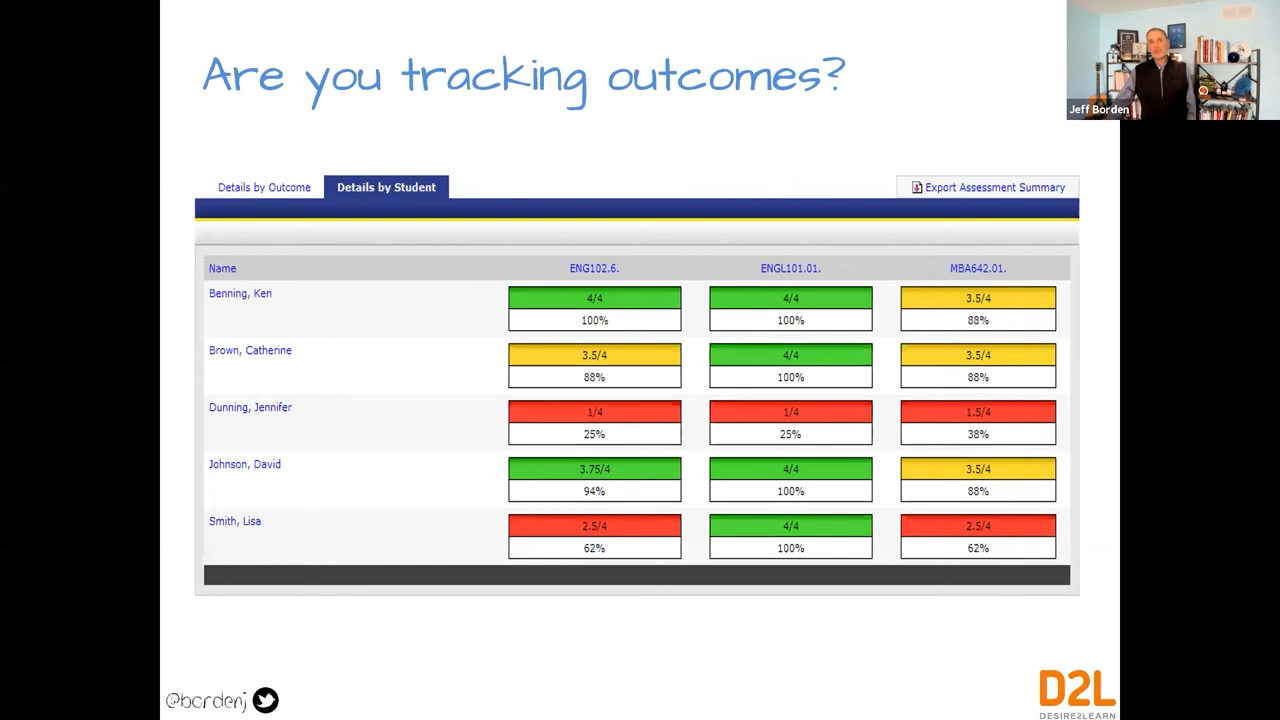 Are you tracking outcomes?
Jeff Borden
Details by Outcome Details by Student Export Assessment Summary
Name ENG102.6. ENGL101.01. MBA642.01.
Benning, Ken 4/4 4/4 3.5/4
100% 100% 88%
Brown, Catherine 3.5/4 4/4 3.5/4
88% 100% 88%
Dunning, Jennifer 1/4 1/4 1.5/4
25% 25% 38%
Johnson, David 3.75/4 4/4 3.5/4
94% 100% 88%
Smith, Lisa 2.5/4 4/4 2.5/4
62% 100% 62%
@bordenj
D2L
DESIRE2LEARN